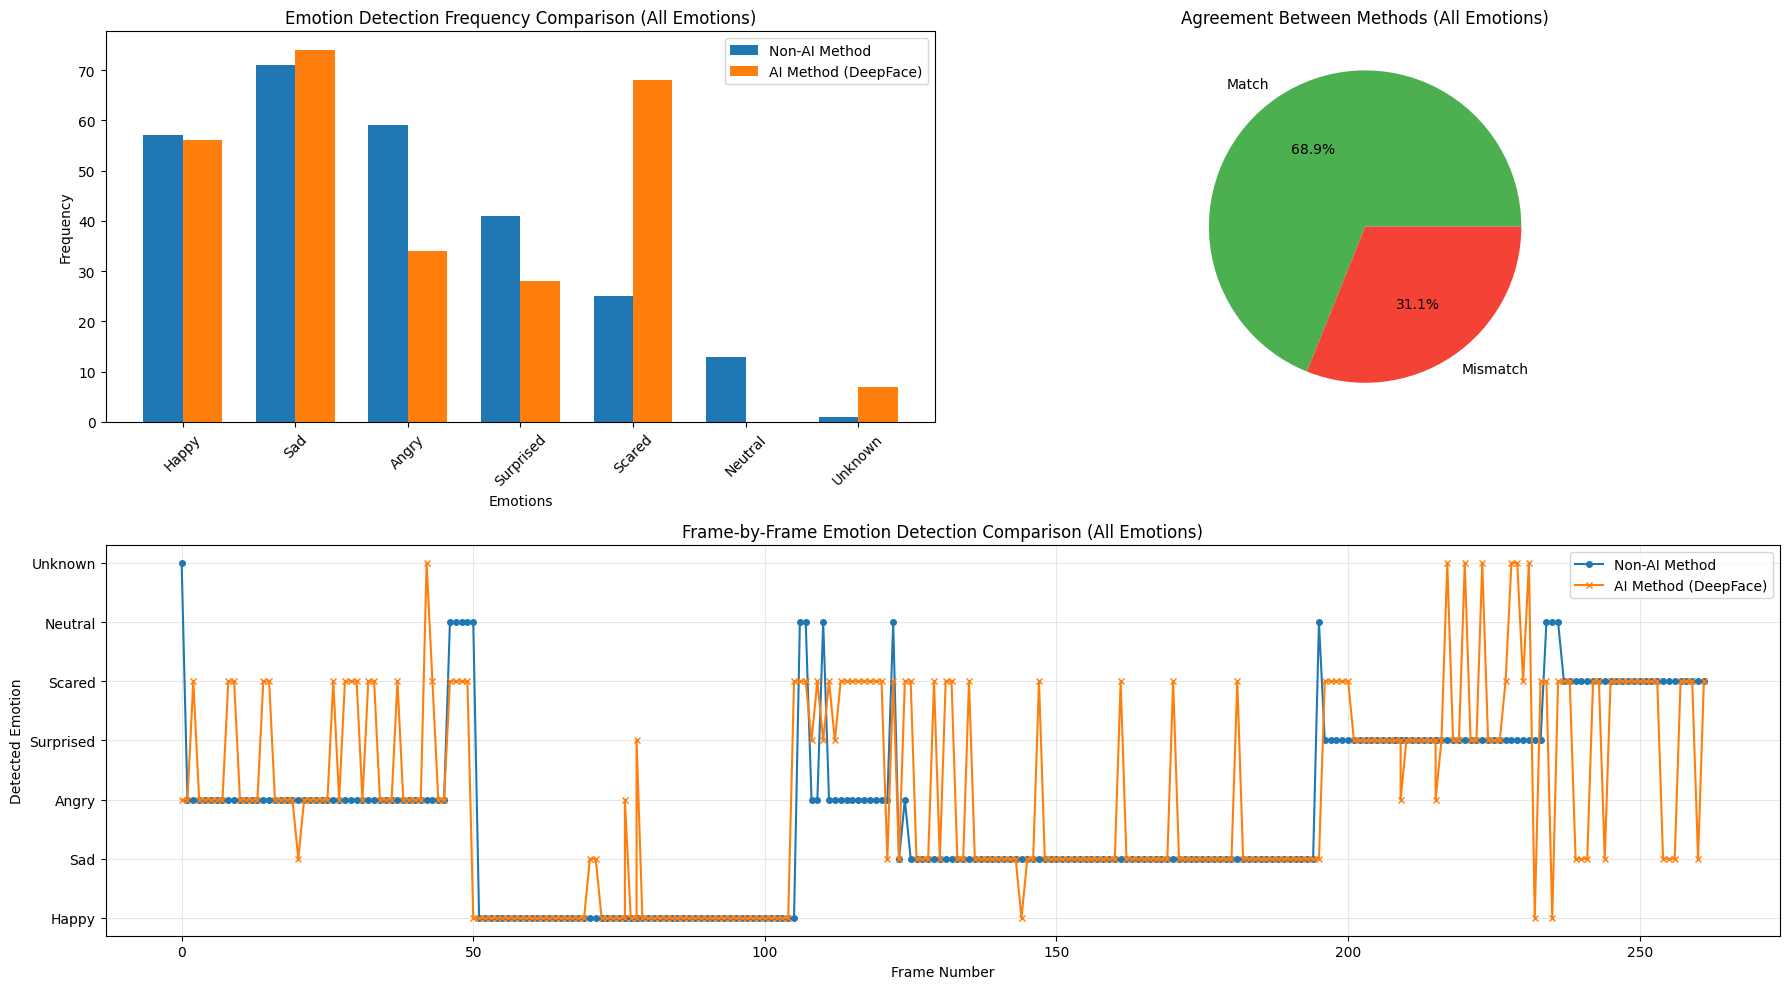 Emotion Detection Frequency Comparison (All Emotions)
Non-AI Method
AI Method (DeepFace)
Frequency
70
60
50
40
30
20
10
0
Happy
Sad
Angry
Surprised
Scared
Neutral
Unknown
Emotions
Agreement Between Methods (All Emotions)
Match
68.9%
31.1%
Mismatch
Frame-by-Frame Emotion Detection Comparison (All Emotions)
Non-AI Method
AI Method (DeepFace)
Detected Emotion
Unknown
Neutral
Scared
Surprised
Angry
Sad
Happy
0
50
100
150
200
250
Frame Number